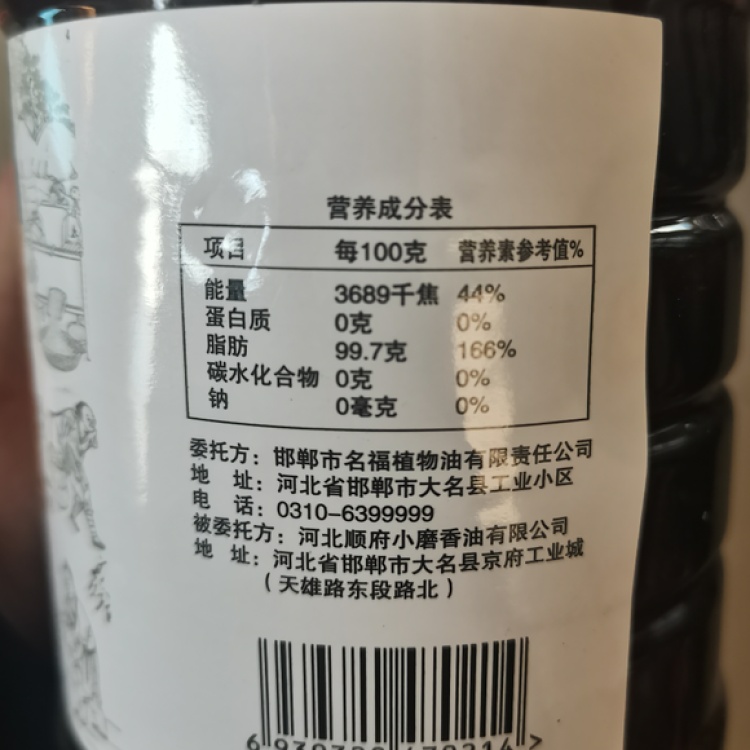 营养成分表
项目 每100克 营养素参考值%
能量 3689千焦 44%
蛋白质 0克 0%
脂肪 99.7克 166%
碳水化合物 0克 0%
钠 0毫克 0%
委托方：邯郸市名福植物油有限责任公司
地 址：河北省邯郸市大名县工业小区
电 话：0310-6399999
被委托方：河北顺府小磨香油有限公司
地 址：河北省邯郸市大名县京府工业城
（天雄路东段路北）